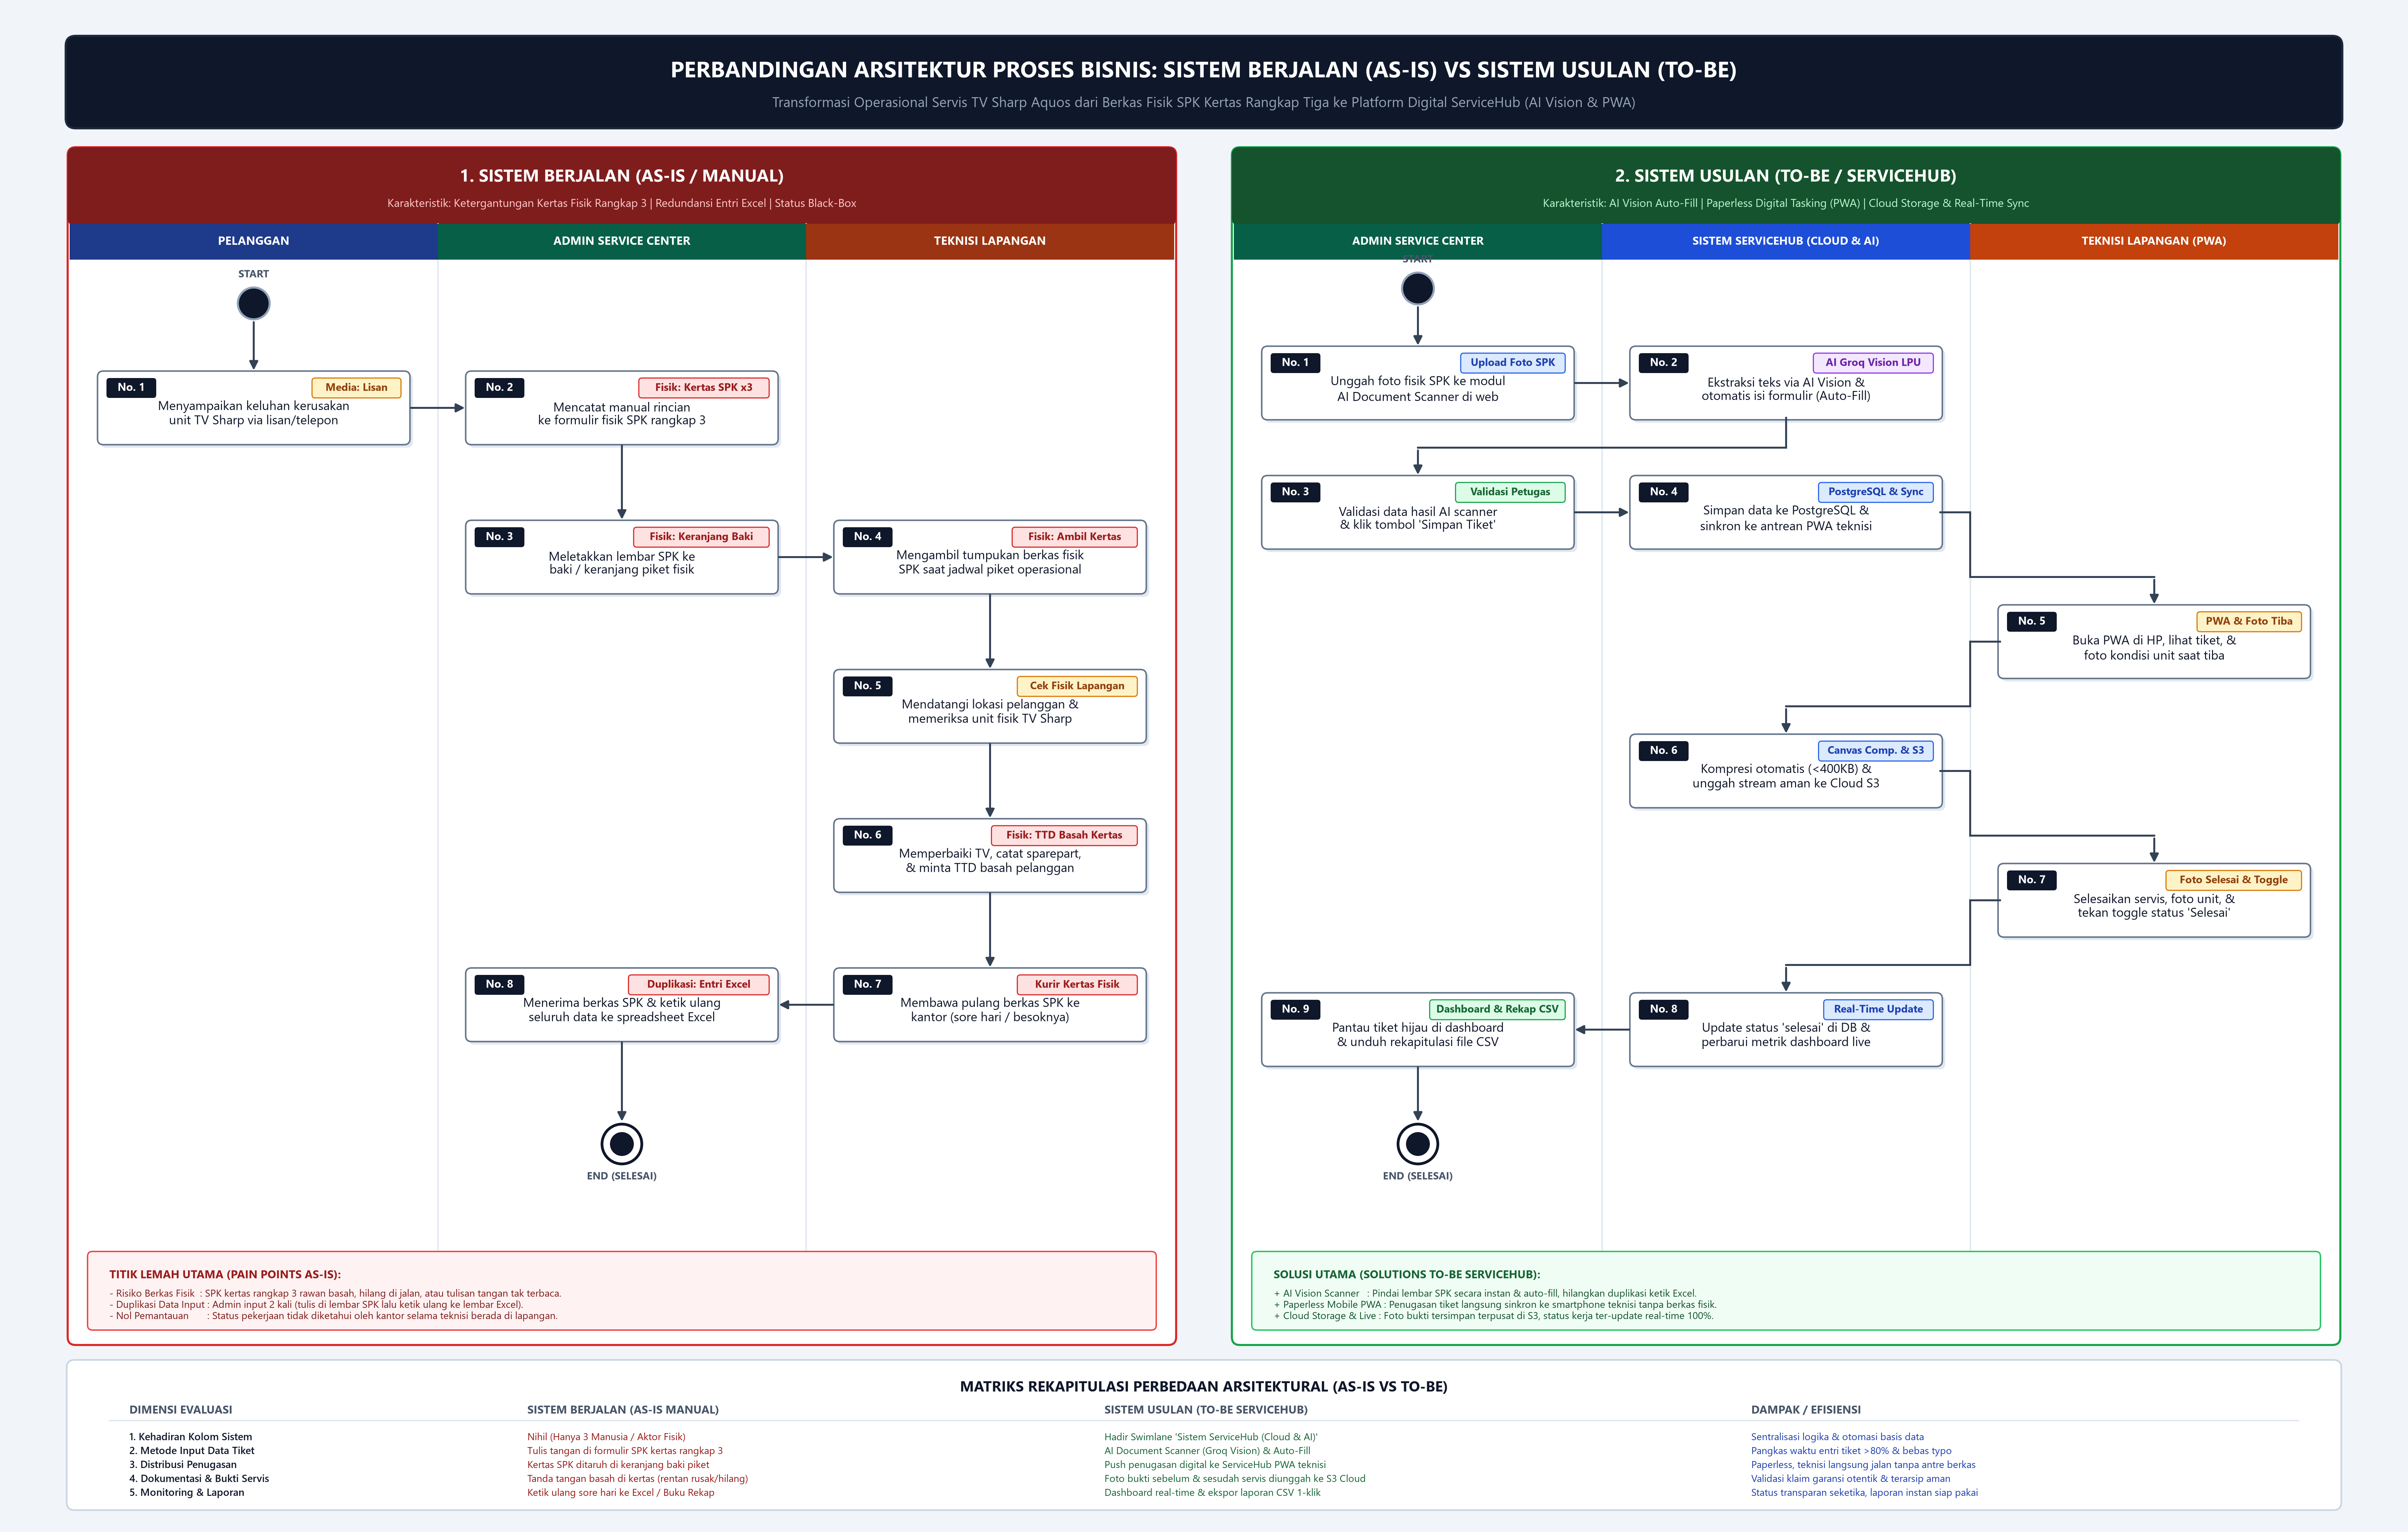 PERBANDINGAN ARSITEKTUR PROSES BISNIS: SISTEM BERJALAN (AS-IS) VS SISTEM USULAN (TO-BE)
Transformasi Operasional Servis TV Sharp Aquos dari Berkas Fisik SPK Kertas Rangkap Tiga ke Platform Digital ServiceHub (AI Vision & PWA)
1. SISTEM BERJALAN (AS-IS / MANUAL)
Karakteristik: Ketergantungan Kertas Fisik Rangkap 3 | Redundansi Entri Excel | Status Black-Box
PELANGGAN
ADMIN SERVICE CENTER
TEKNISI LAPANGAN
START
No. 1
Media: Lisan
Menyampaikan keluhan kerusakan
unit TV Sharp via lisan/telepon
No. 2
Fisik: Kertas SPK x3
Mencatat manual rincian
ke formulir fisik SPK rangkap 3
No. 3
Fisik: Keranjang Baki
Meletakkan lembar SPK ke
baki / keranjang piket fisik
No. 4
Fisik: Ambil Kertas
Mengambil tumpukan berkas fisik
SPK saat jadwal piket operasional
No. 5
Cek Fisik Lapangan
Mendatangi lokasi pelanggan &
memeriksa unit fisik TV Sharp
No. 6
Fisik: TTD Basah Kertas
Memperbaiki TV, catat sparepart,
& minta TTD basah pelanggan
No. 7
Kurir Kertas Fisik
Membawa pulang berkas SPK ke
kantor (sore hari / besoknya)
No. 8
Duplikasi: Entri Excel
Menerima berkas SPK & ketik ulang
seluruh data ke spreadsheet Excel
END (SELESAI)
TITIK LEMAH UTAMA (PAIN POINTS AS-IS):
- Risiko Berkas Fisik : SPK kertas rangkap 3 rawan basah, hilang di jalan, atau tulisan tangan tak terbaca.
- Duplikasi Data Input : Admin input 2 kali (tulis di lembar SPK lalu ketik ulang ke lembar Excel).
- Nol Pemantauan : Status pekerjaan tidak diketahui oleh kantor selama teknisi berada di lapangan.
2. SISTEM USULAN (TO-BE / SERVICEHUB)
Karakteristik: AI Vision Auto-Fill | Paperless Digital Tasking (PWA) | Cloud Storage & Real-Time Sync
ADMIN SERVICE CENTER
SISTEM SERVICEHUB (CLOUD & AI)
TEKNISI LAPANGAN (PWA)
START
No. 1
Upload Foto SPK
Unggah foto fisik SPK ke modul
AI Document Scanner di web
No. 2
AI Groq Vision LPU
Ekstraksi teks via AI Vision &
otomatis isi formulir (Auto-Fill)
No. 3
Validasi Petugas
Validasi data hasil AI scanner
& klik tombol 'Simpan Tiket'
No. 4
PostgreSQL & Sync
Simpan data ke PostgreSQL &
sinkron ke antrean PWA teknisi
No. 5
PWA & Foto Tiba
Buka PWA di HP, lihat tiket, &
foto kondisi unit saat tiba
No. 6
Canvas Comp. & S3
Kompresi otomatis (<400KB) &
unggah stream aman ke Cloud S3
No. 7
Foto Selesai & Toggle
Selesaikan servis, foto unit, &
tekan toggle status 'Selesai'
No. 8
Real-Time Update
Update status 'selesai' di DB &
perbarui metrik dashboard live
No. 9
Dashboard & Rekap CSV
Pantau tiket hijau di dashboard
& unduh rekapitulasi file CSV
END (SELESAI)
SOLUSI UTAMA (SOLUTIONS TO-BE SERVICEHUB):
+ AI Vision Scanner : Pindai lembar SPK secara instan & auto-fill, hilangkan duplikasi ketik Excel.
+ Paperless Mobile PWA : Penugasan tiket langsung sinkron ke smartphone teknisi tanpa berkas fisik.
+ Cloud Storage & Live : Foto bukti tersimpan terpusat di S3, status kerja ter-update real-time 100%.
MATRIKS REKAPITULASI PERBEDAAN ARSITEKTURAL (AS-IS VS TO-BE)
DIMENSI EVALUASI SISTEM BERJALAN (AS-IS MANUAL) SISTEM USULAN (TO-BE SERVICEHUB) DAMPAK / EFISIENSI
1. Kehadiran Kolom Sistem Nihil (Hanya 3 Manusia / Aktor Fisik) Hadir Swimlane 'Sistem ServiceHub (Cloud & AI)' Sentralisasi logika & otomasi basis data
2. Metode Input Data Tiket Tulis tangan di formulir SPK kertas rangkap 3 AI Document Scanner (Groq Vision) & Auto-Fill Pangkas waktu entri tiket >80% & bebas typo
3. Distribusi Penugasan Kertas SPK ditaruh di keranjang baki piket Push penugasan digital ke ServiceHub PWA teknisi Paperless, teknisi langsung jalan tanpa antre berkas
4. Dokumentasi & Bukti Servis Tanda tangan basah di kertas (rentan rusak/hilang) Foto bukti sebelum & sesudah servis diunggah ke S3 Cloud Validasi klaim garansi otentik & terarsip aman
5. Monitoring & Laporan Ketik ulang sore hari ke Excel / Buku Rekap Dashboard real-time & ekspor laporan CSV 1-klik Status transparan seketika, laporan instan siap pakai